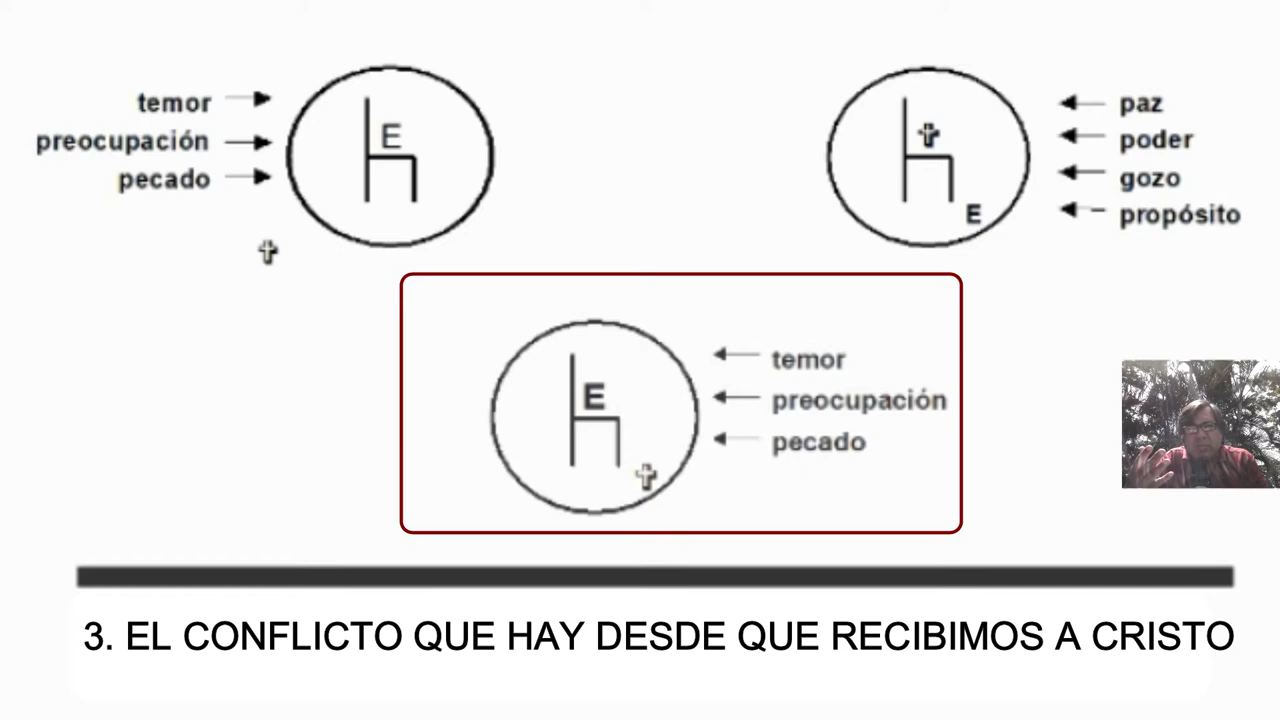 temor
preocupación
pecado
E
E
paz
poder
gozo
propósito
E
temor
preocupación
pecado
3. EL CONFLICTO QUE HAY DESDE QUE RECIBIMOS A CRISTO